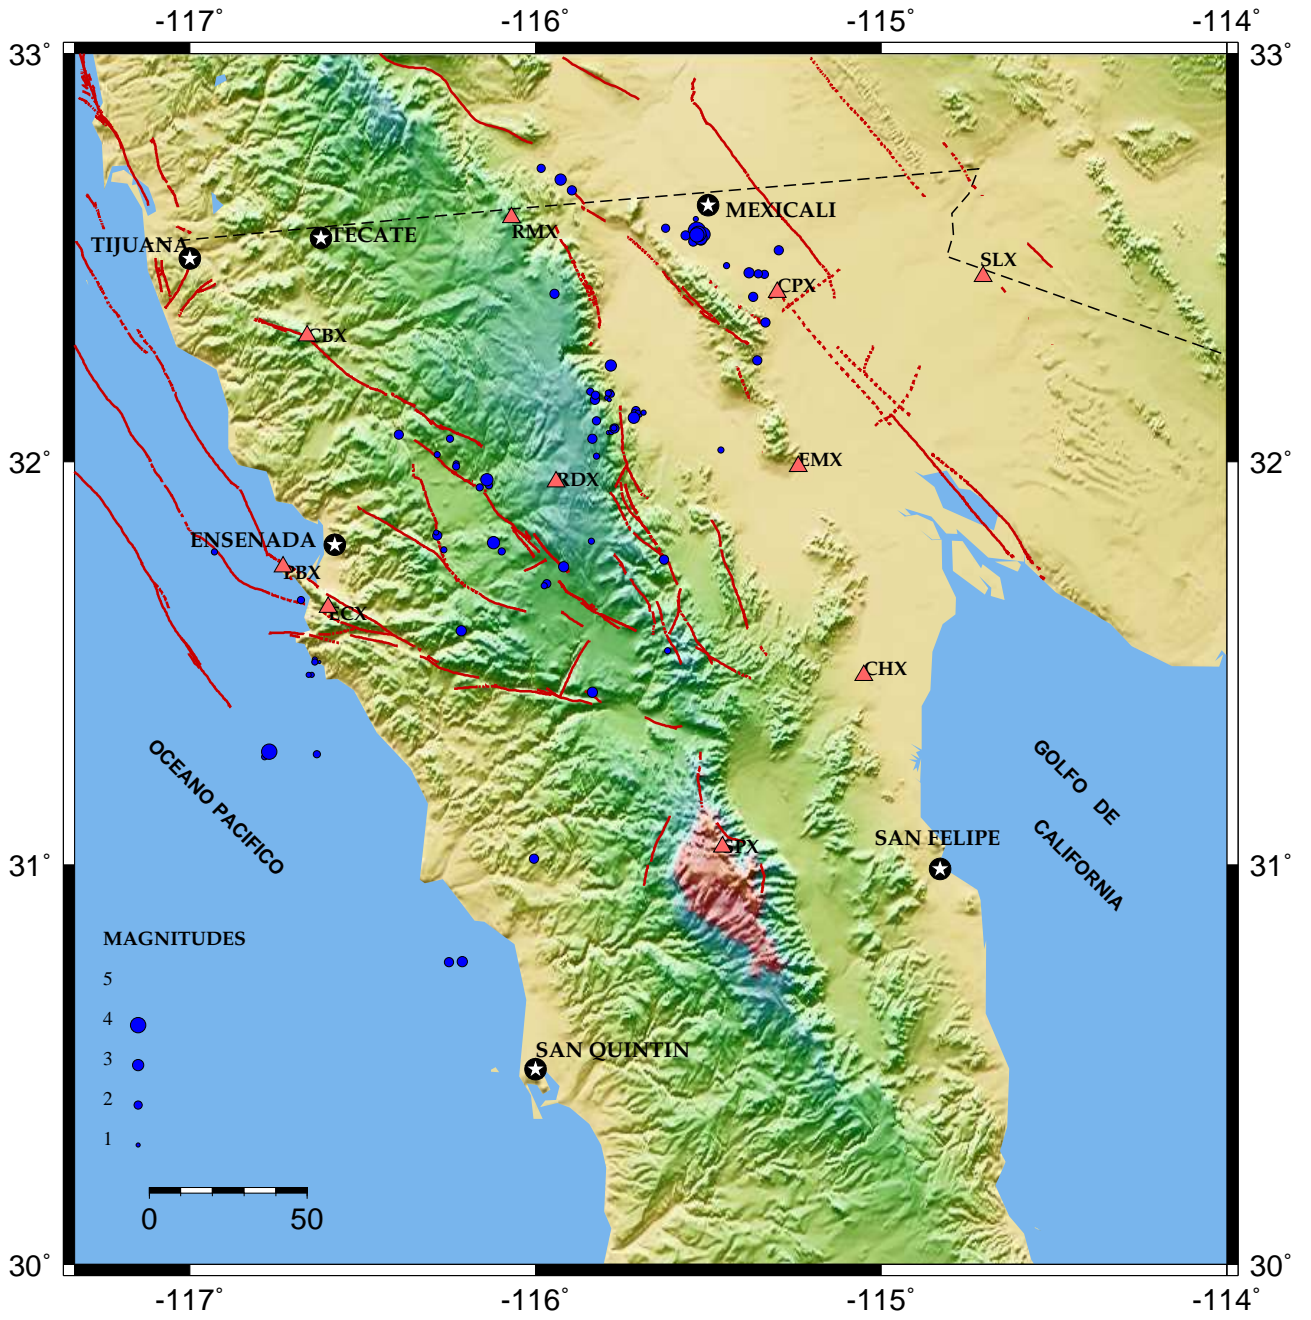 -117°
-116°
-115°
-114°
33°
33°
MEXICALI
RMX
TECATE
TIJUANA
SLX
CPX
CBX
32°
EMX
32°
RDX
ENSENADA
PBX
ECX
CHX
OCEANO PACIFICO
GOLFO DE
CALIFORNIA
SAN FELIPE
SPX
31°
31°
MAGNITUDES
5
4
3
2
1
SAN QUINTIN
0
50
30°
30°
-117°
-116°
-115°
-114°